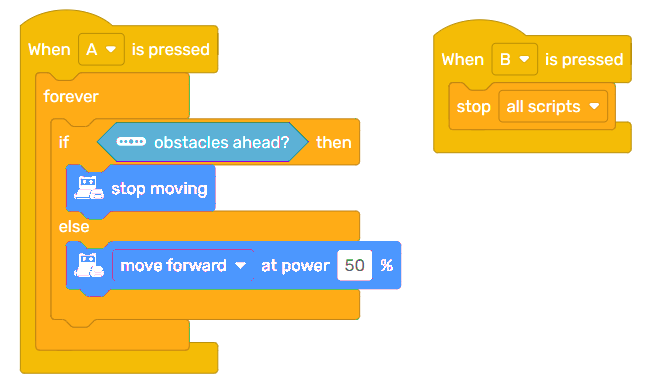 When A is pressed
forever
if obstacles ahead? then
stop moving
else
move forward at power 50 %
When B is pressed
stop all scripts